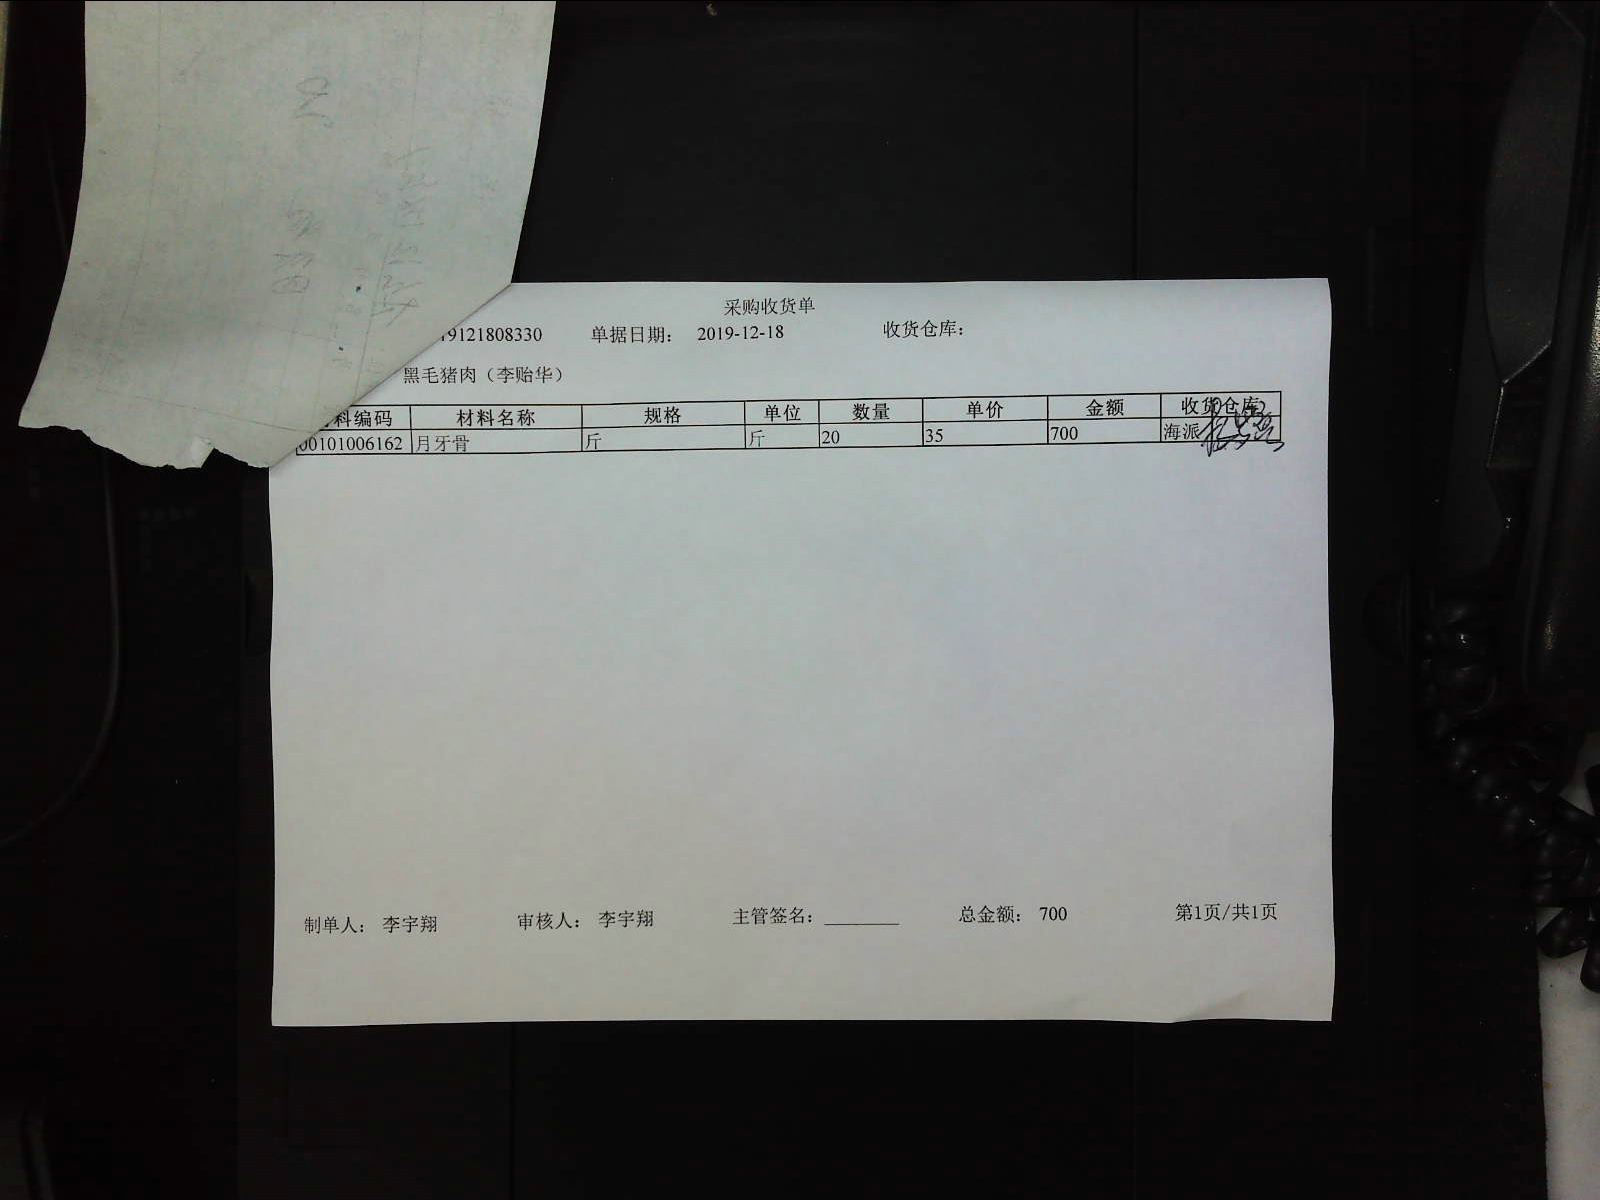 采购收货单
19121808330 单据日期： 2019-12-18 收货仓库：
黑毛猪肉（李贻华）
料编码 材料名称 规格 单位 数量 单价 金额 收货仓库
00101006162 月牙骨 斤 斤 20 35 700 海派
制单人： 李宇翔 审核人： 李宇翔 主管签名： 总金额： 700 第1页/共1页